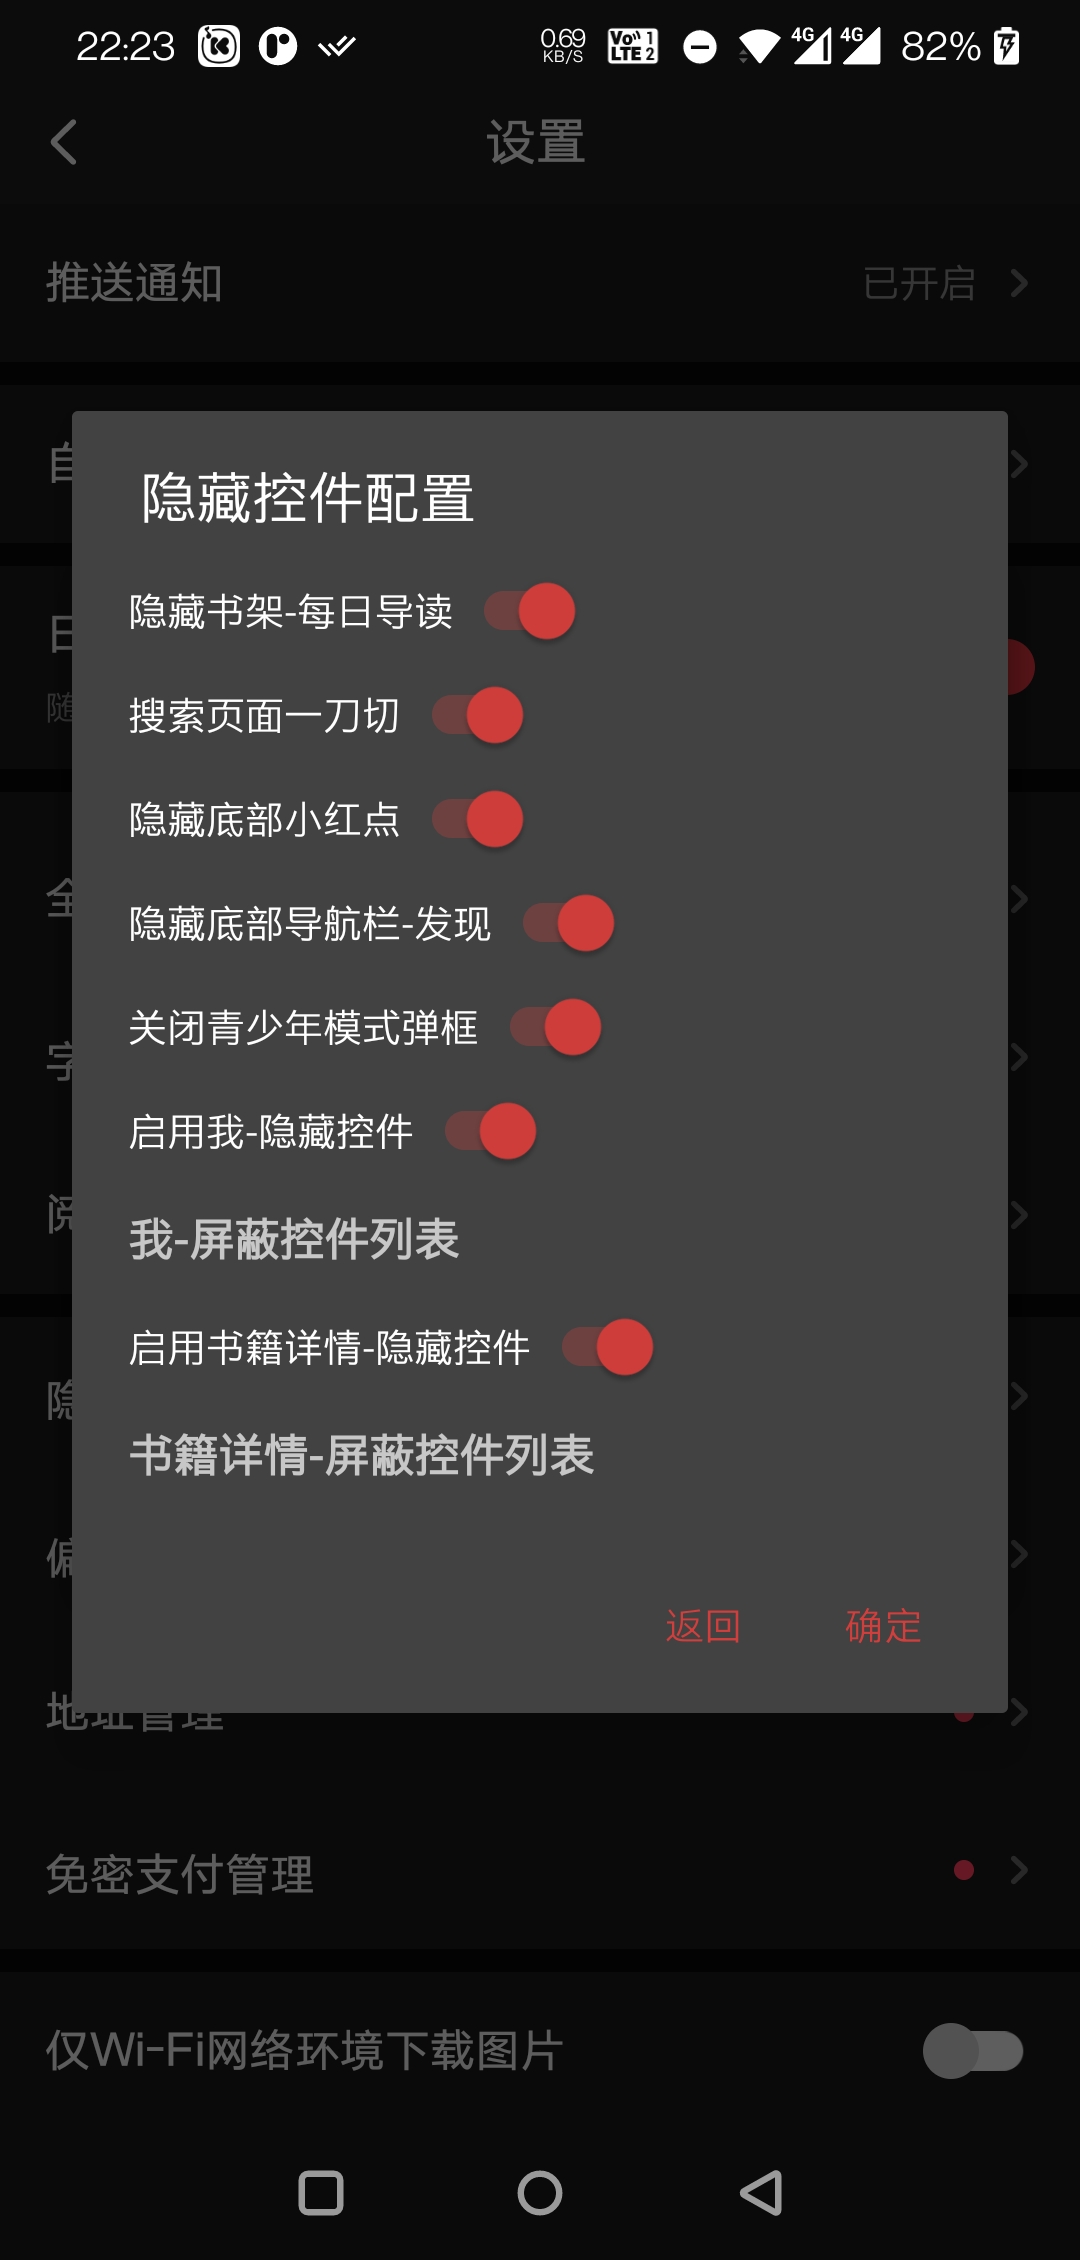 22:23
0.69
KB/S
Vo 1
LTE 2
4G
4G
82%
设置
推送通知
已开启
隐藏控件配置
隐藏书架-每日导读
搜索页面一刀切
随
隐藏底部小红点
全
隐藏底部导航栏-发现
关闭青少年模式弹框
字
启用我-隐藏控件
阅
我-屏蔽控件列表
启用书籍详情-隐藏控件
隐
书籍详情-屏蔽控件列表
偏
返回
确定
地址管理
免密支付管理
仅Wi-Fi网络环境下载图片